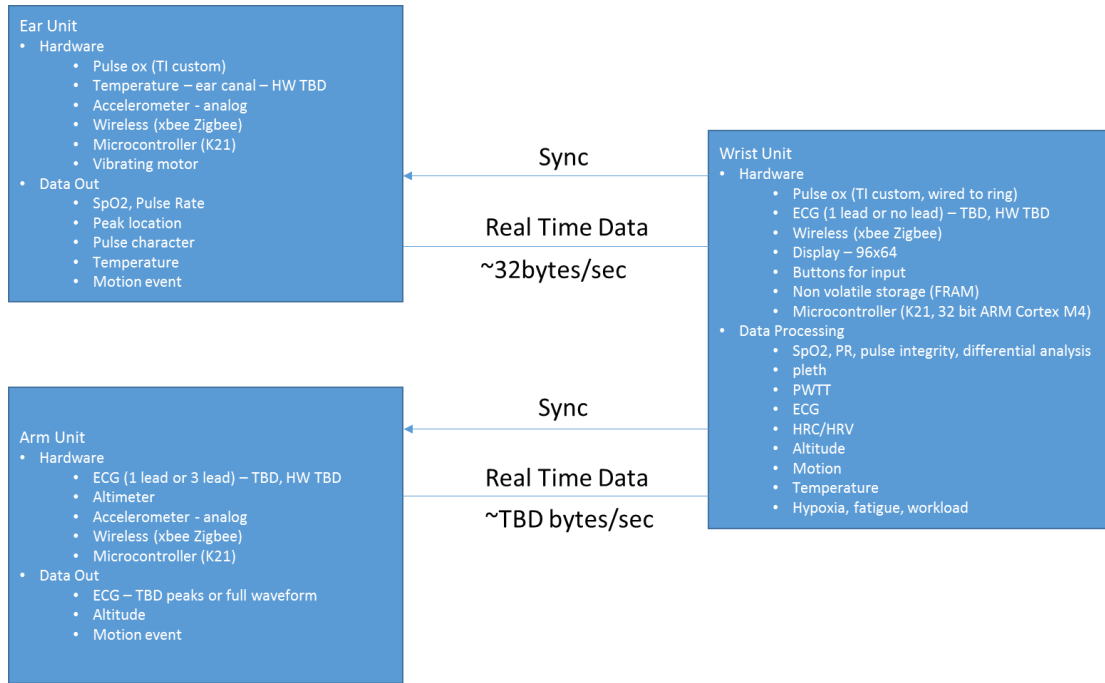 Ear Unit
• Hardware
• Pulse ox (TI custom)
• Temperature – ear canal – HW TBD
• Accelerometer - analog
• Wireless (xbee Zigbee)
• Microcontroller (K21)
• Vibrating motor
• Data Out
• SpO2, Pulse Rate
• Peak location
• Pulse character
• Temperature
• Motion event
Sync
Real Time Data
~32bytes/sec
Arm Unit
• Hardware
• ECG (1 lead or 3 lead) – TBD, HW TBD
• Altimeter
• Accelerometer - analog
• Wireless (xbee Zigbee)
• Microcontroller (K21)
• Data Out
• ECG – TBD peaks or full waveform
• Altitude
• Motion event
Sync
Real Time Data
~TBD bytes/sec
Wrist Unit
• Hardware
• Pulse ox (TI custom, wired to ring)
• ECG (1 lead or no lead) – TBD, HW TBD
• Wireless (xbee Zigbee)
• Display – 96x64
• Buttons for input
• Non volatile storage (FRAM)
• Microcontroller (K21, 32 bit ARM Cortex M4)
• Data Processing
• SpO2, PR, pulse integrity, differential analysis
• pleth
• PWTT
• ECG
• HRC/HRV
• Altitude
• Motion
• Temperature
• Hypoxia, fatigue, workload